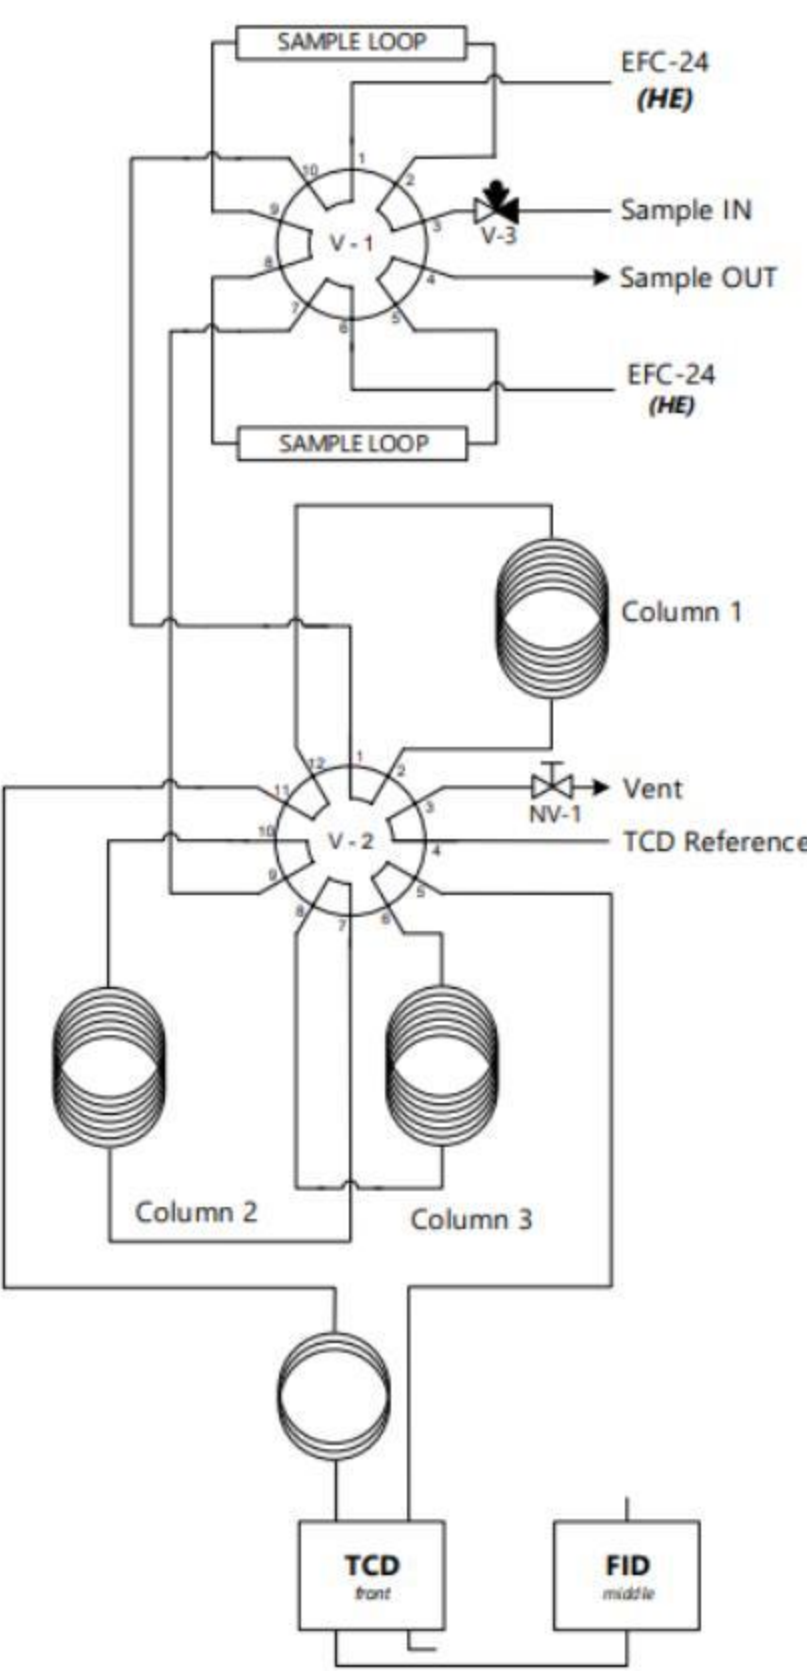 SAMPLE LOOP
EFC-24
(HE)
1
10
2
9
3
Sample IN
V-3
V - 1
8
4
Sample OUT
7
5
6
EFC-24
(HE)
SAMPLE LOOP
Column 1
12
1
2
11
3
Vent
NV-1
10
V - 2
4
TCD Reference
9
5
8
6
7
Column 2
Column 3
TCD
front
FID
middle